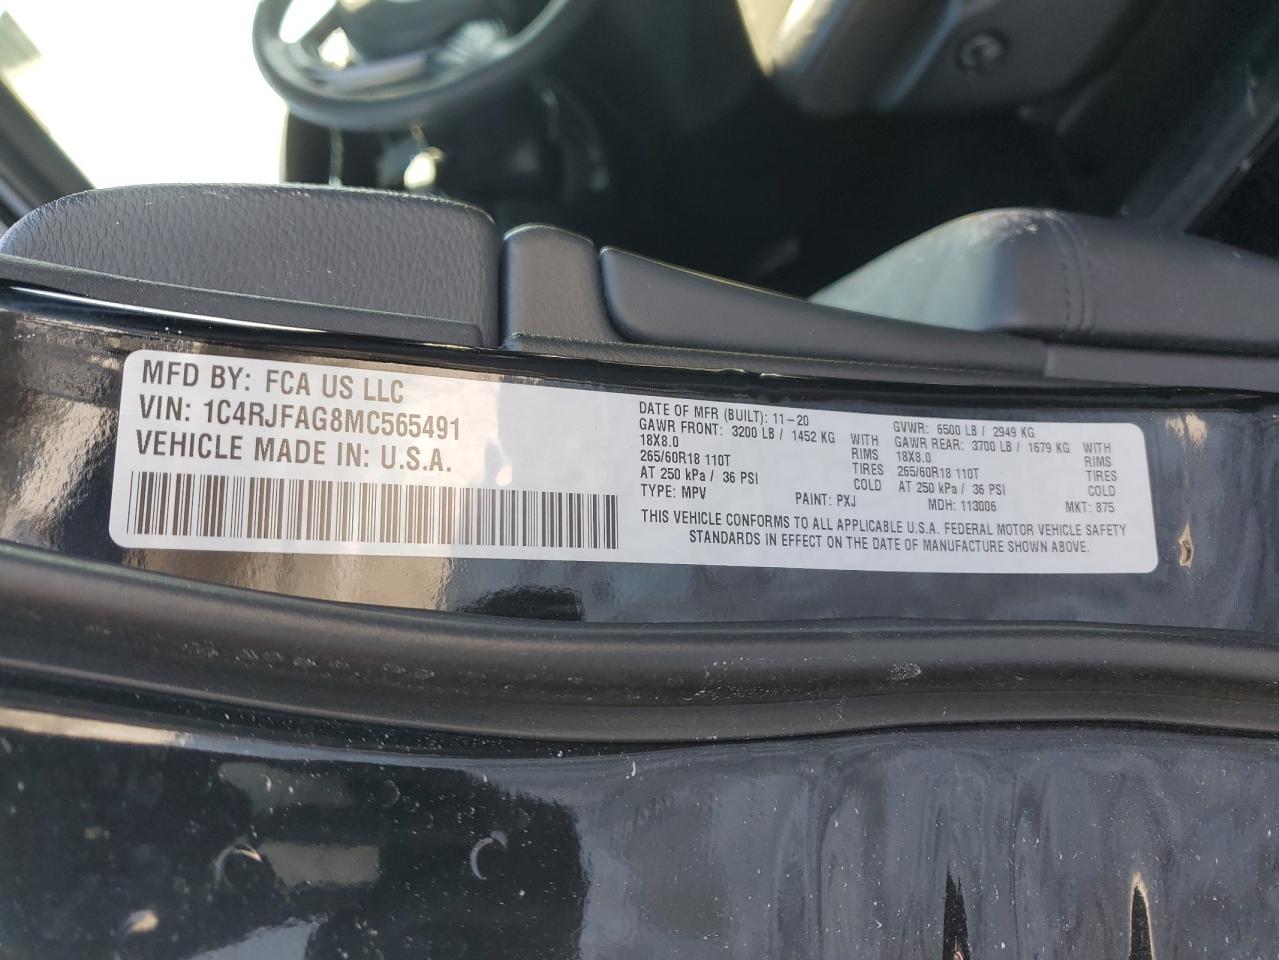 MFD BY: FCA US LLC
VIN: 1C4RJFAG8MC565491
VEHICLE MADE IN: U.S.A.
DATE OF MFR (BUILT): 11-20
GAWR FRONT: 3200 LB / 1452 KG WITH
18X8.0 RIMS
265/60R18 110T TIRES
AT 250 kPa / 36 PSI COLD
TYPE: MPV PAINT: PXJ
GVWR: 6500 LB / 2949 KG
GAWR REAR: 3700 LB / 1679 KG WITH
18X8.0 RIMS
265/60R18 110T TIRES
AT 250 kPa / 36 PSI COLD
MDH: 113006 MKT: 875
THIS VEHICLE CONFORMS TO ALL APPLICABLE U.S.A. FEDERAL MOTOR VEHICLE SAFETY
STANDARDS IN EFFECT ON THE DATE OF MANUFACTURE SHOWN ABOVE.